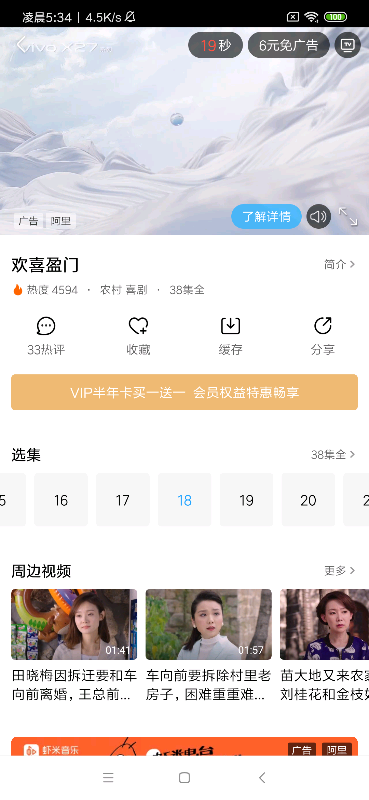 凌晨5:34 | 4.5K/s
100
vivo X27
19秒
6元免广告
TV
广告 阿里
了解详情
欢喜盈门
简介
热度 4594 · 农村 喜剧 · 38集全
33热评
收藏
缓存
分享
VIP半年卡买一送一 会员权益特惠畅享
选集
38集全
5 16 17 18 19 20 2
周边视频
更多
01:41
01:57
田晓梅因拆迁要和车向前离婚，王总前...
车向前要拆除村里老房子，困难重重难...
苗大地又来农家
刘桂花和金枝
虾米音乐
广告 阿里